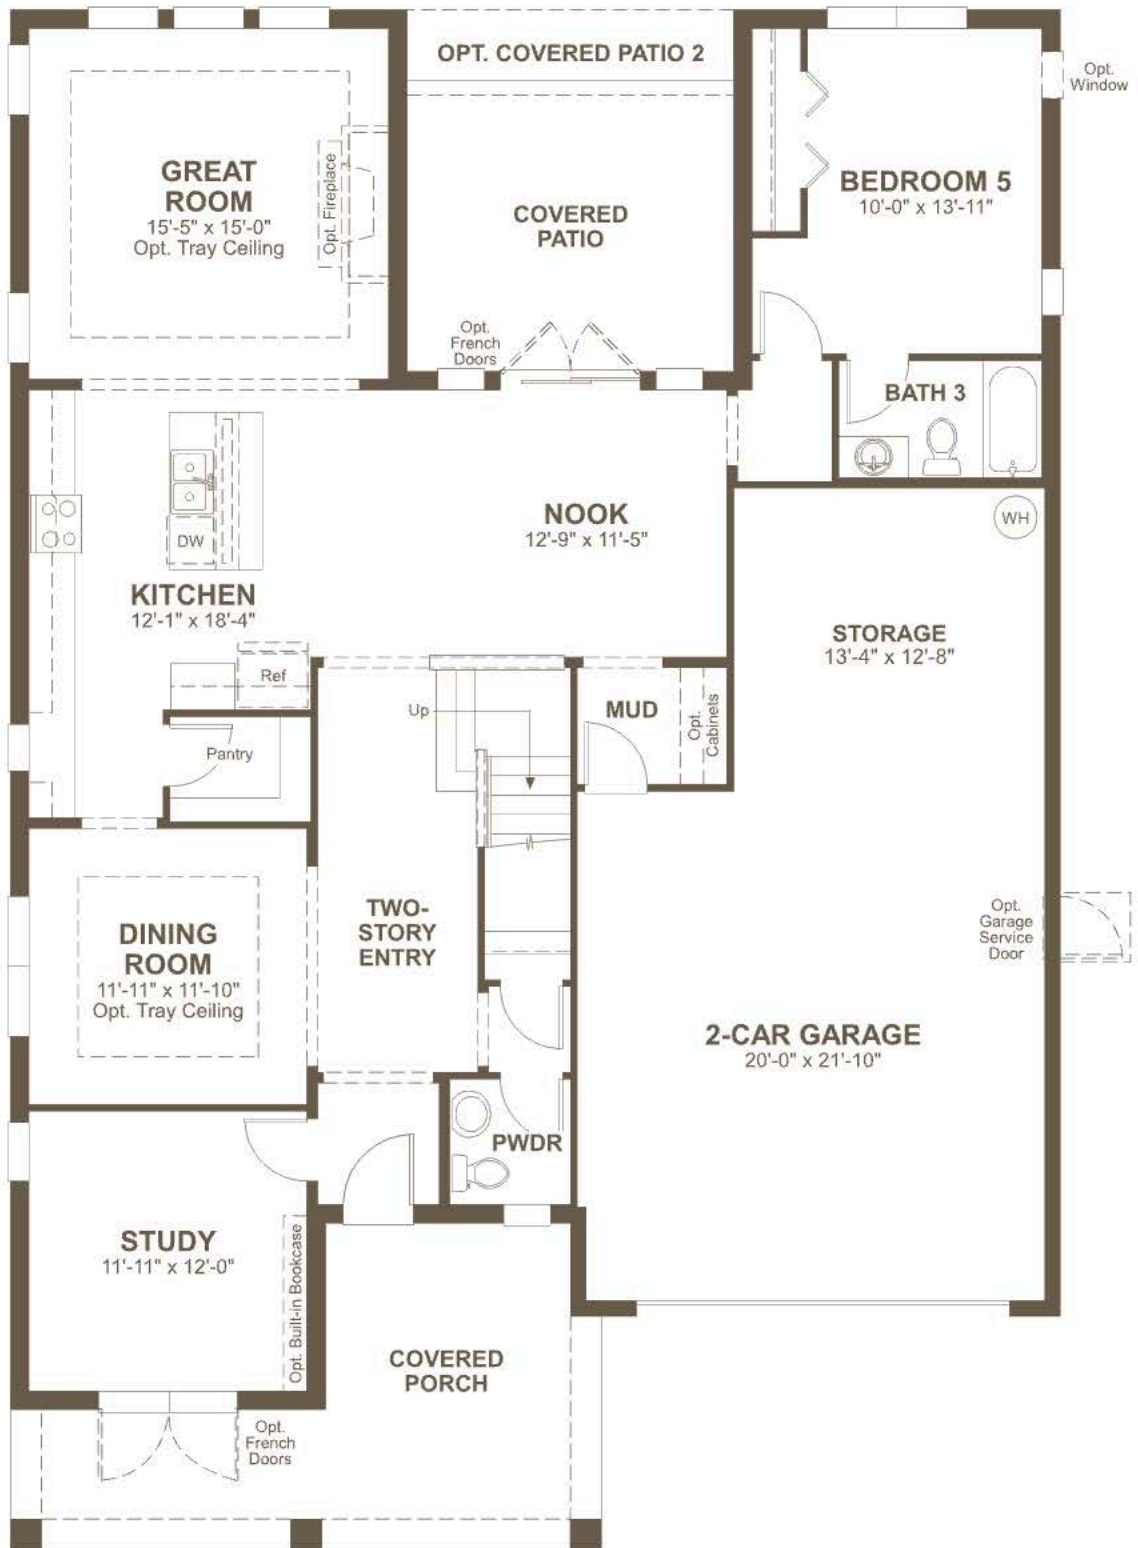 OPT. COVERED PATIO 2
Opt.
Window
GREAT
ROOM
15'-5" x 15'-0"
Opt. Tray Ceiling
Opt. Fireplace
COVERED
PATIO
BEDROOM 5
10'-0" x 13'-11"
Opt.
French
Doors
BATH 3
DW
NOOK
12'-9" x 11'-5"
WH
KITCHEN
12'-1" x 18'-4"
STORAGE
13'-4" x 12'-8"
Ref
Up
MUD
Opt.
Cabinets
Pantry
DINING
ROOM
11'-11" x 11'-10"
Opt. Tray Ceiling
TWO-
STORY
ENTRY
Opt.
Garage
Service
Door
2-CAR GARAGE
20'-0" x 21'-10"
PWDR
STUDY
11'-11" x 12'-0"
Opt. Built-in Bookcase
COVERED
PORCH
Opt.
French
Doors